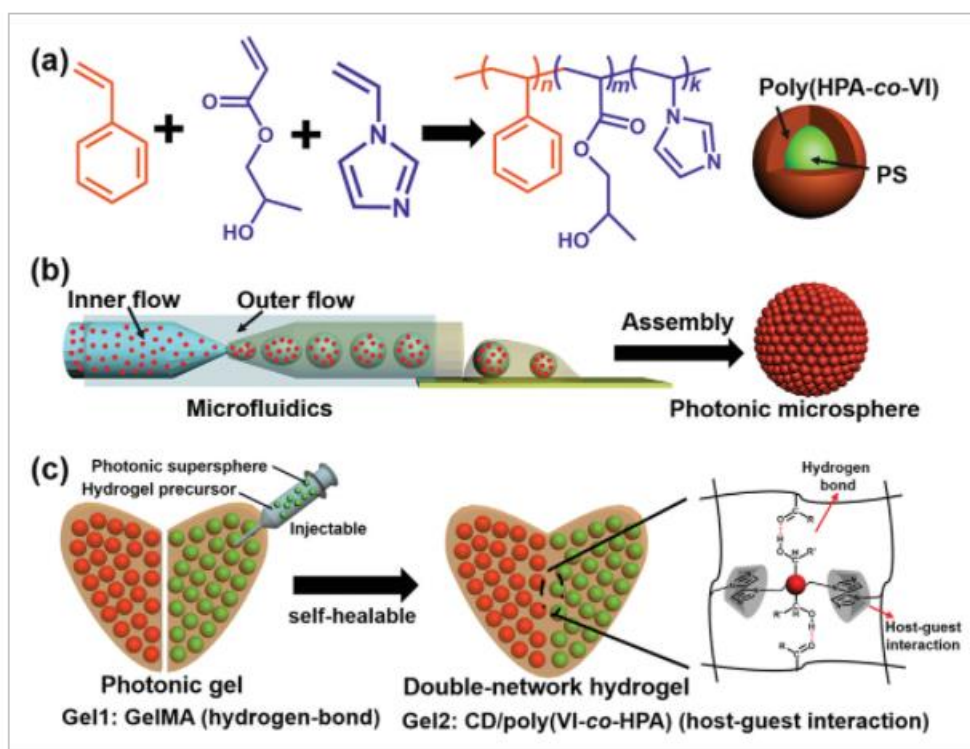 (a)
O
O
HO
+
+
N
N
n
m
k
O
O
HO
N
N
Poly(HPA-co-VI)
PS
(b)
Inner flow
Outer flow
Microfluidics
Assembly
Photonic microsphere
(c)
Photonic supersphere
Hydrogel precursor
Injectable
self-healable
Photonic gel
Gel1: GelMA (hydrogen-bond)
Double-network hydrogel
Gel2: CD/poly(VI-co-HPA) (host-guest interaction)
Hydrogen
bond
Host-guest
interaction
O
C
R
H
O
H
C
R'
R
C
H
O
H
R
C
O